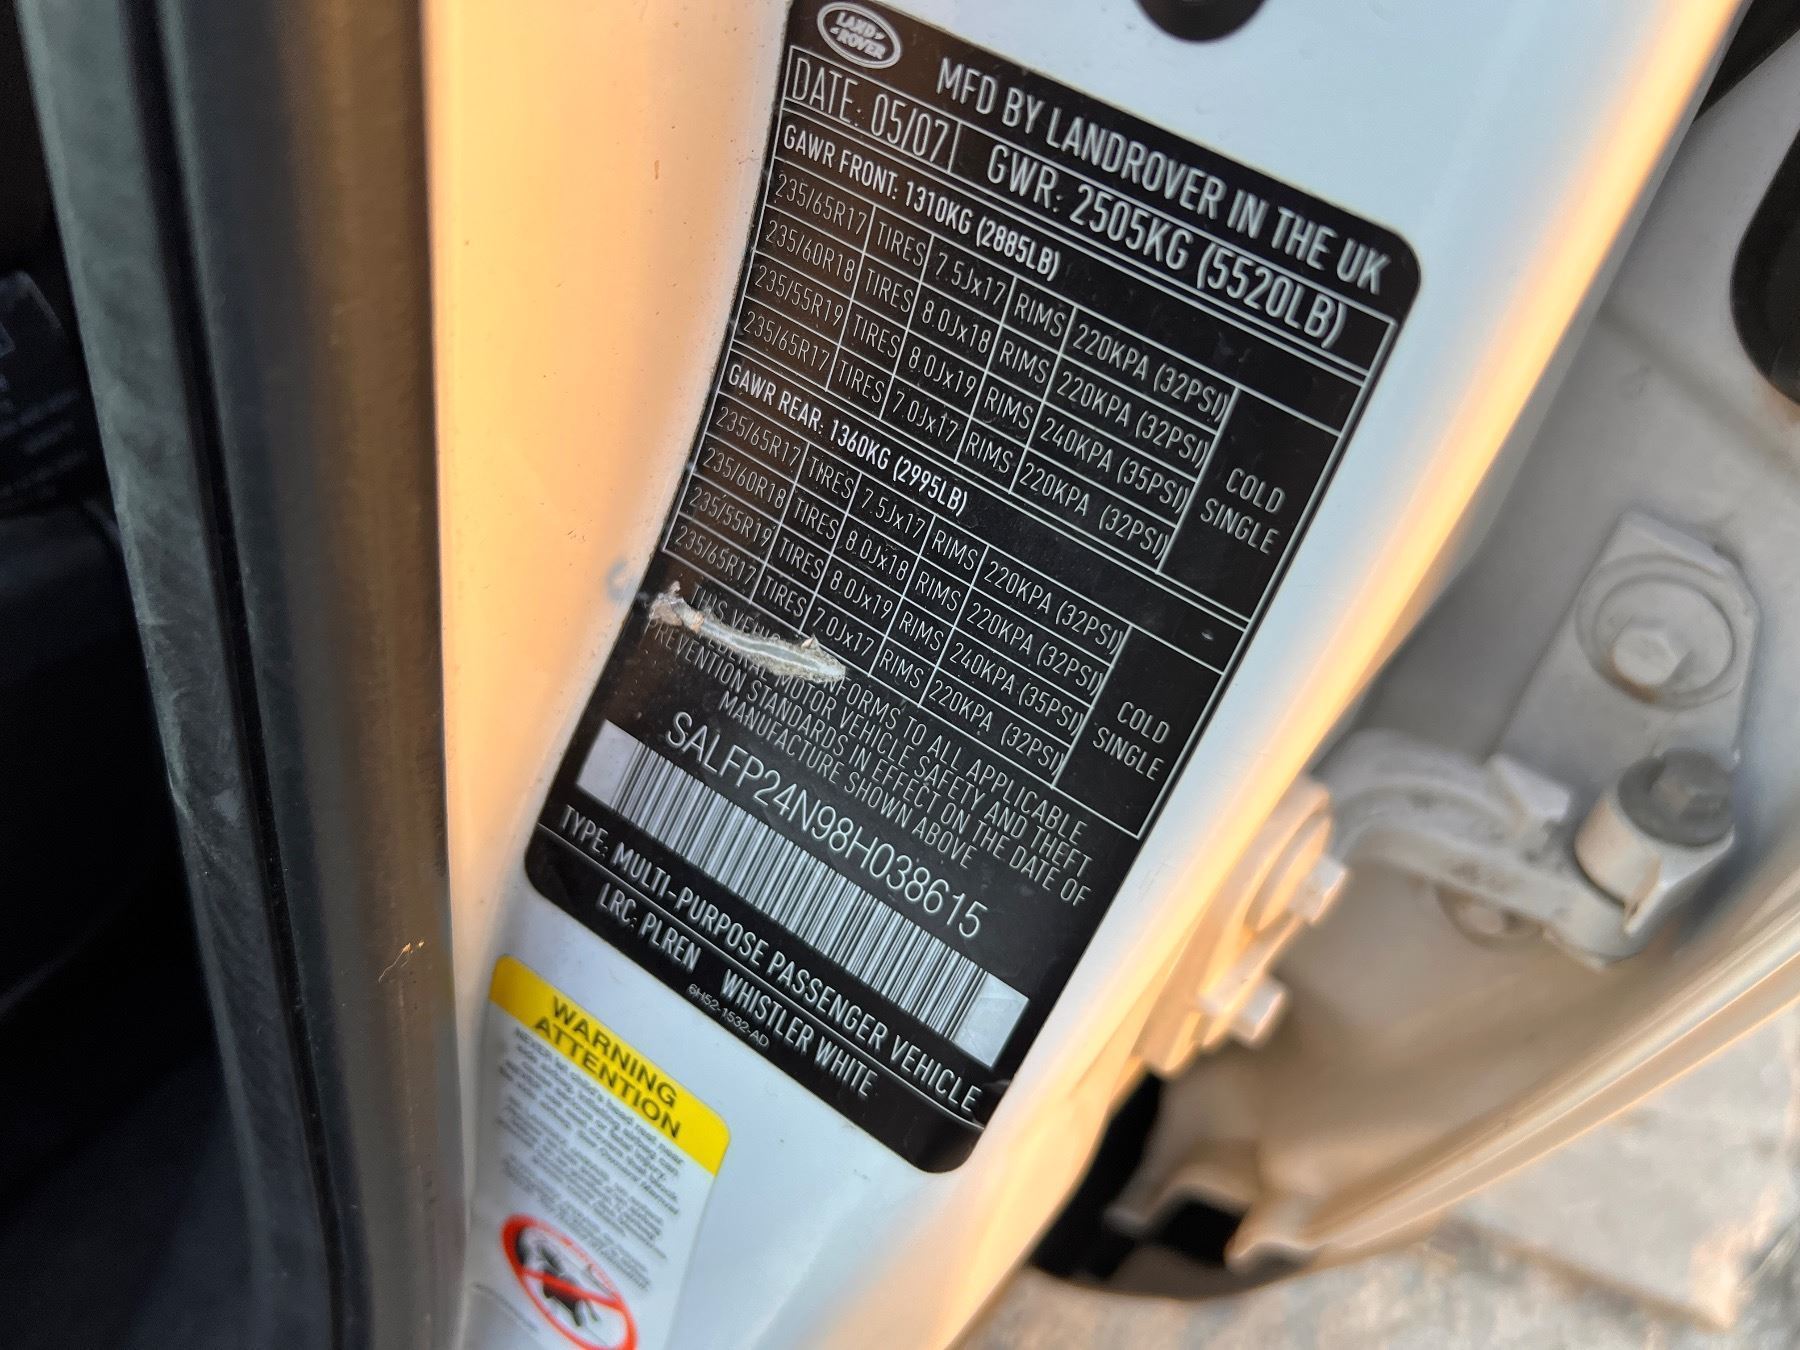 LAND ROVER
MFD BY LANDROVER IN THE UK
DATE: 05/07 GWR: 2505KG (5520LB)
GAWR FRONT: 1310KG (2885LB)
235/65R17 TIRES 7.5Jx17 RIMS 220KPA (32PSI)
235/60R18 TIRES 8.0Jx18 RIMS 220KPA (32PSI)
235/55R19 TIRES 8.0Jx19 RIMS 240KPA (35PSI)
235/65R17 TIRES 7.0Jx17 RIMS 220KPA (32PSI)
COLD
SINGLE
GAWR REAR: 1360KG (2995LB)
235/65R17 TIRES 7.5Jx17 RIMS 220KPA (32PSI)
235/60R18 TIRES 8.0Jx18 RIMS 220KPA (32PSI)
235/55R19 TIRES 8.0Jx19 RIMS 240KPA (35PSI)
235/65R17 TIRES 7.0Jx17 RIMS 220KPA (32PSI)
COLD
SINGLE
THIS TO ALL APPLICABLE
MOTOR VEHICLE SAFETY AND THEFT
PREVENTION STANDARDS IN EFFECT ON THE DATE OF
MANUFACTURE SHOWN ABOVE
SALFP24N98H038615
TYPE: MULTI-PURPOSE PASSENGER VEHICLE
LRC: PLREN WHISTLER WHITE
6H52-1532-AD
WARNING
ATTENTION